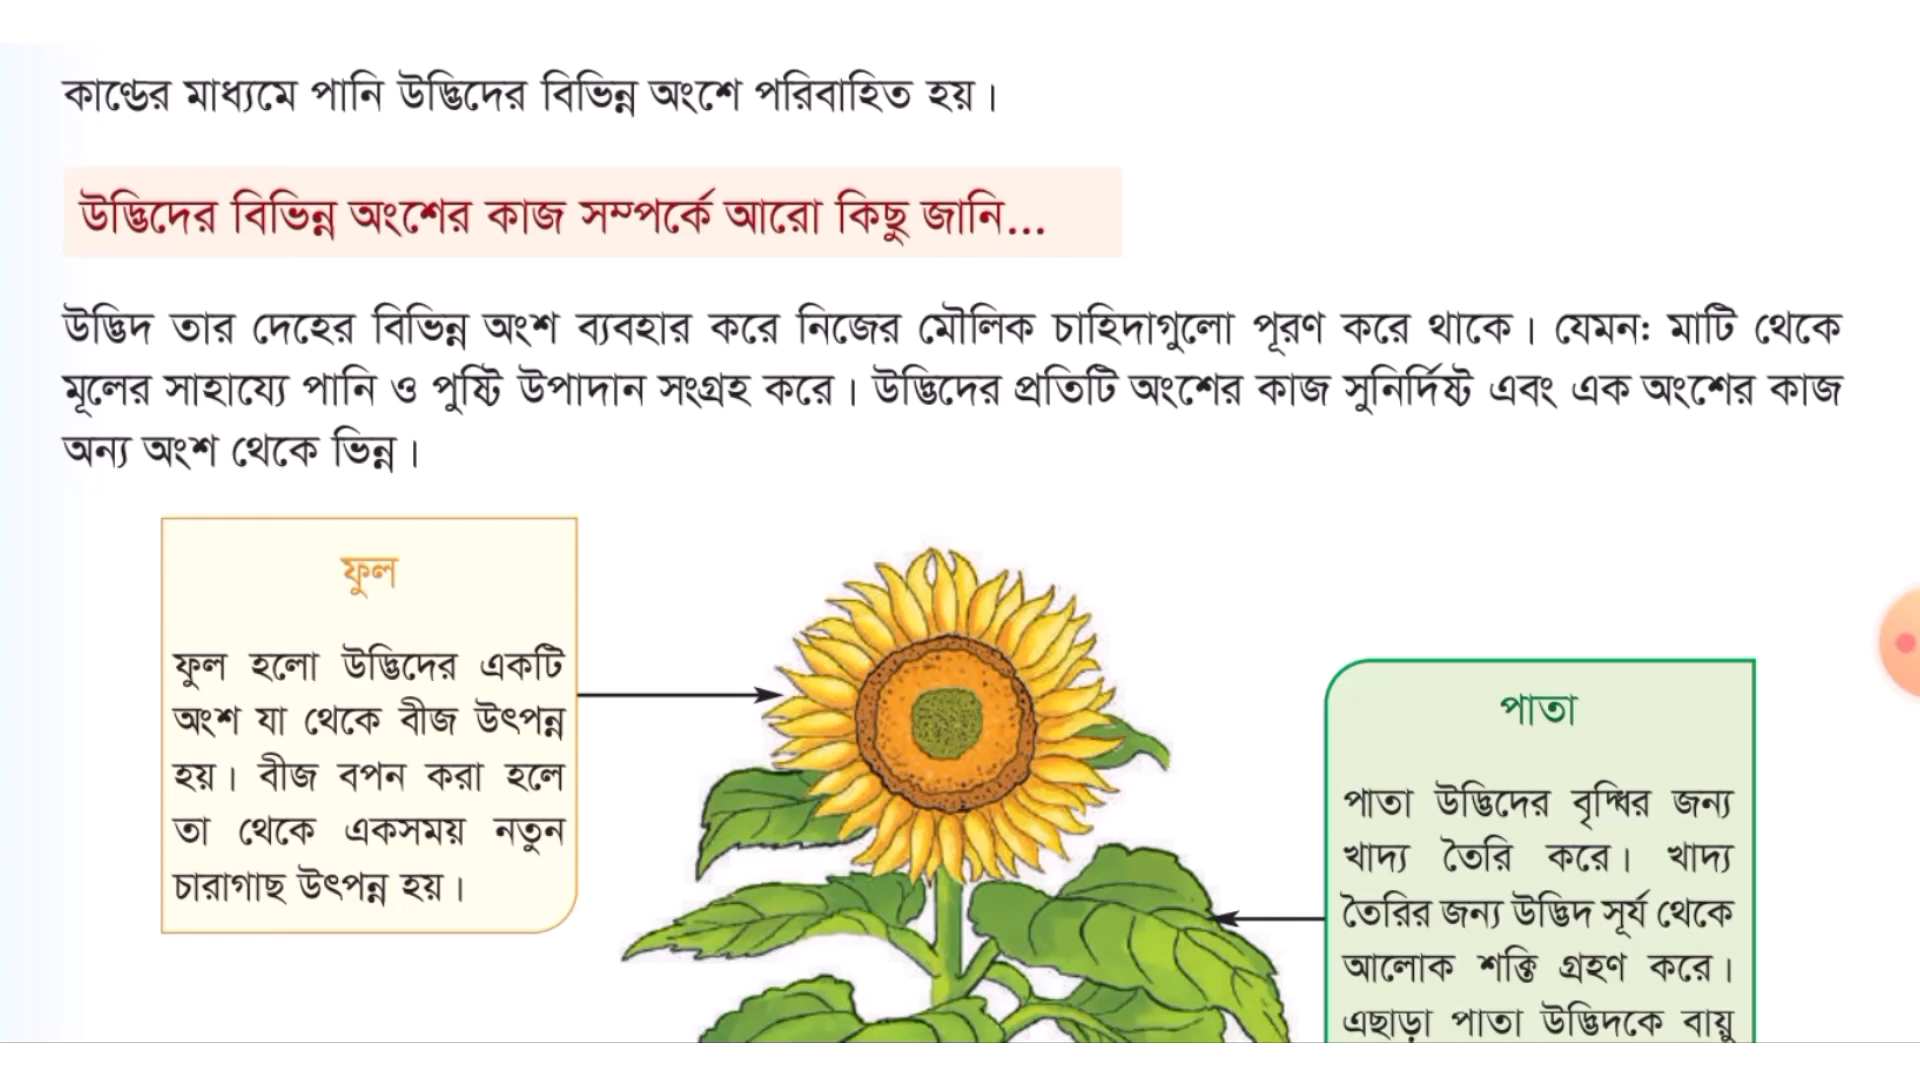 কাণ্ডের মাধ্যমে পানি উদ্ভিদের বিভিন্ন অংশে পরিবাহিত হয়।
উদ্ভিদের বিভিন্ন অংশের কাজ সম্পর্কে আরো কিছু জানি...
উদ্ভিদ তার দেহের বিভিন্ন অংশ ব্যবহার করে নিজের মৌলিক চাহিদাগুলো পূরণ করে থাকে। যেমন: মাটি থেকে
মূলের সাহায্যে পানি ও পুষ্টি উপাদান সংগ্রহ করে। উদ্ভিদের প্রতিটি অংশের কাজ সুনির্দিষ্ট এবং এক অংশের কাজ
অন্য অংশ থেকে ভিন্ন।
ফুল
ফুল হলো উদ্ভিদের একটি
অংশ যা থেকে বীজ উৎপন্ন
হয়। বীজ বপন করা হলে
তা থেকে একসময় নতুন
চারাগাছ উৎপন্ন হয়।
পাতা
পাতা উদ্ভিদের বৃদ্ধির জন্য
খাদ্য তৈরি করে। খাদ্য
তৈরির জন্য উদ্ভিদ সূর্য থেকে
আলোক শক্তি গ্রহণ করে।
এছাড়া পাতা উদ্ভিদকে বায়ু